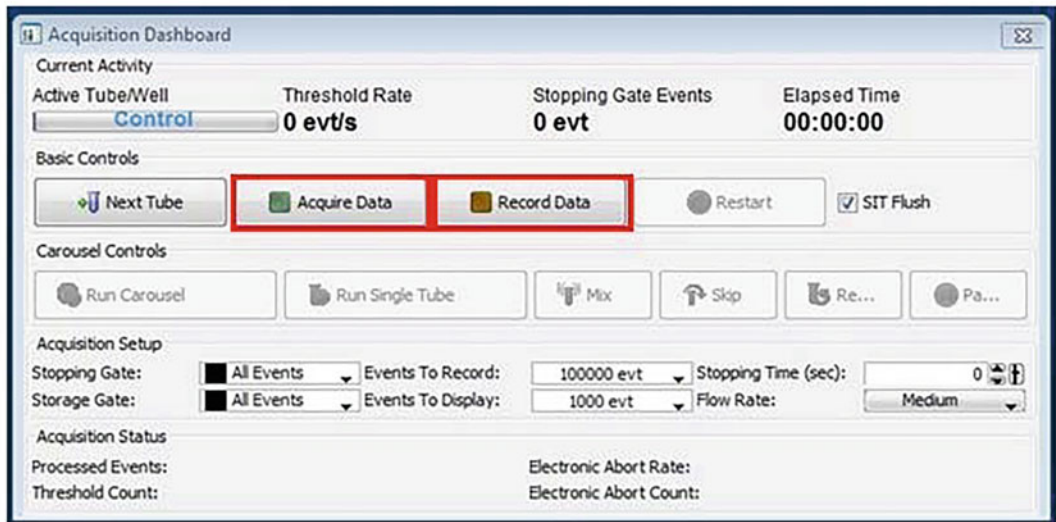 Acquisition Dashboard
Current Activity
Active Tube/Well Threshold Rate Stopping Gate Events Elapsed Time
Control 0 evt/s 0 evt 00:00:00
Basic Controls
Next Tube Acquire Data Record Data Restart SIT Flush
Carousel Controls
Run Carousel Run Single Tube Mix Skip Re... Pa...
Acquisition Setup
Stopping Gate: All Events Events To Record: 100000 evt Stopping Time (sec): 0
Storage Gate: All Events Events To Display: 1000 evt Flow Rate: Medium
Acquisition Status
Processed Events: Electronic Abort Rate:
Threshold Count: Electronic Abort Count: